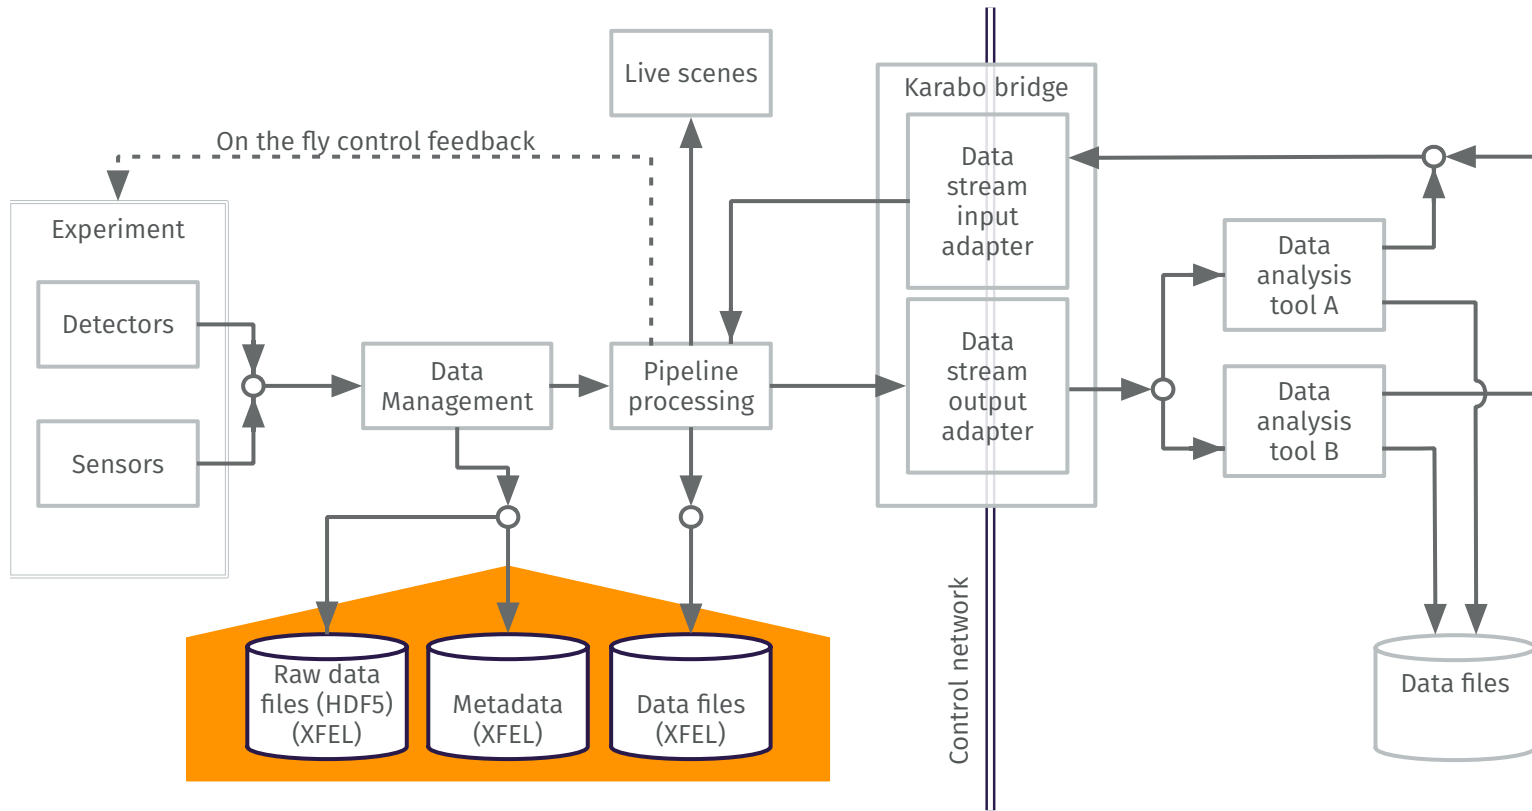 Live scenes
Karabo bridge
On the fly control feedback
Data
stream
input
adapter
Experiment
Data
analysis
tool A
Detectors
Data
stream
output
adapter
Data
Management
Pipeline
processing
Data
analysis
tool B
Sensors
Control network
Raw data
files (HDF5)
(XFEL)
Metadata
(XFEL)
Data files
(XFEL)
Data files